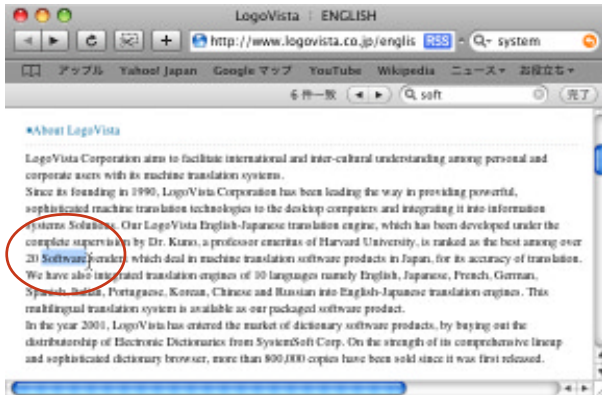 LogoVista : ENGLISH
http://www.logovista.co.jp/englis RSS system
アップル Yahoo! Japan Google マップ YouTube Wikipedia ニュース お役立ち
6 件一致 soft 完了
About LogoVista
LogoVista Corporation aims to facilitate international and inter-cultural understanding among personal and
corporate users with its machine translation systems.
Since its founding in 1990, LogoVista Corporation has been leading the way in providing powerful,
sophisticated machine translation technologies to the desktop computers and integrating it into information
systems Solutions. Our LogoVista English-Japanese translation engine, which has been developed under the
complete supervision by Dr. Kuno, a professor emeritus of Harvard University, is ranked as the best among over
20 Software venders which deal in machine translation software products in Japan, for its accuracy of translation.
We have also integrated translation engines of 10 languages namely English, Japanese, French, German,
Spanish, Italian, Portuguese, Korean, Chinese and Russian into English-Japanese translation engines. This
multilingual translation system is available as our packaged software product.
In the year 2001, LogoVista has entered the market of dictionary software products, by buying out the
distributorship of Electronic Dictionaries from SystemSoft Corp. On the strength of its comprehensive lineup
and sophisticated dictionary browser, more than 800,000 copies have been sold since it was first released.